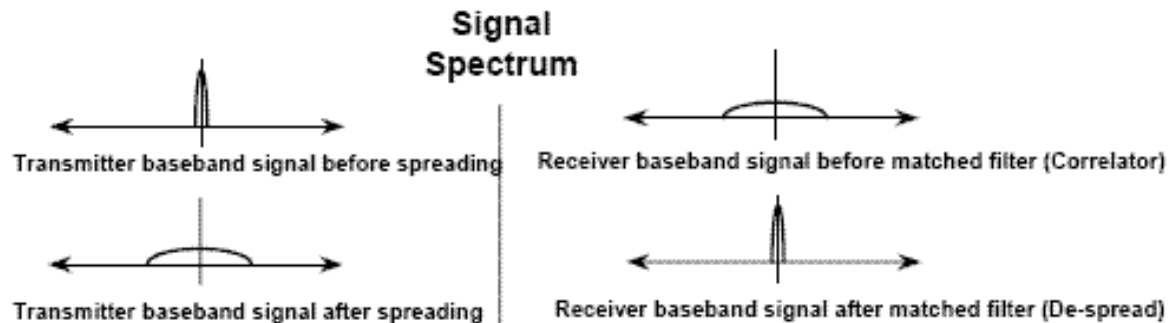 Signal
Spectrum
Transmitter baseband signal before spreading
Receiver baseband signal before matched filter (Correlator)
Transmitter baseband signal after spreading
Receiver baseband signal after matched filter (De-spread)